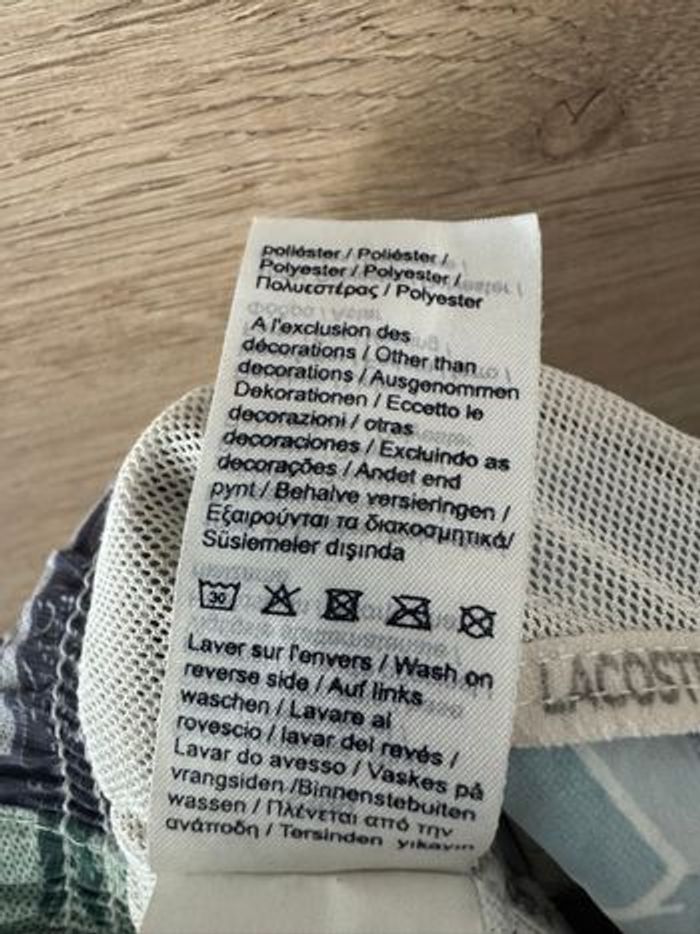 poliéster / Poliéster /
Polyester / Polyester /
Πολυεστέρας / Polyester
A l'exclusion des
décorations / Other than
decorations / Ausgenommen
Dekorationen / Eccetto le
decorazioni / otras
decoraciones / Excluindo as
decorações / Andet end
pynt / Behalve versieringen /
Εξαιρούνται τα διακοσμητικά/
Süslemeler dışında
30
Laver sur l'envers / Wash on
reverse side / Auf links
waschen / Lavare al
rovescio / lavar del revés /
Lavar do avesso / Vaskes på
vrangsiden /Binnenstebuiten
wassen / Πλένεται από την
ανάποδη / Tersinden yıkayın
LACOST